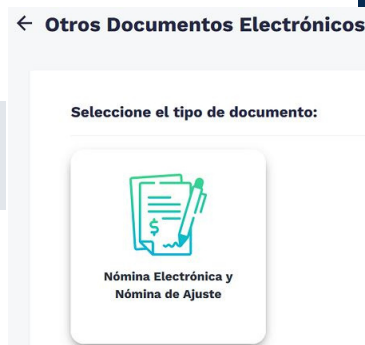 ← Otros Documentos Electrónicos
Seleccione el tipo de documento:
$
Nómina Electrónica y
Nómina de Ajuste